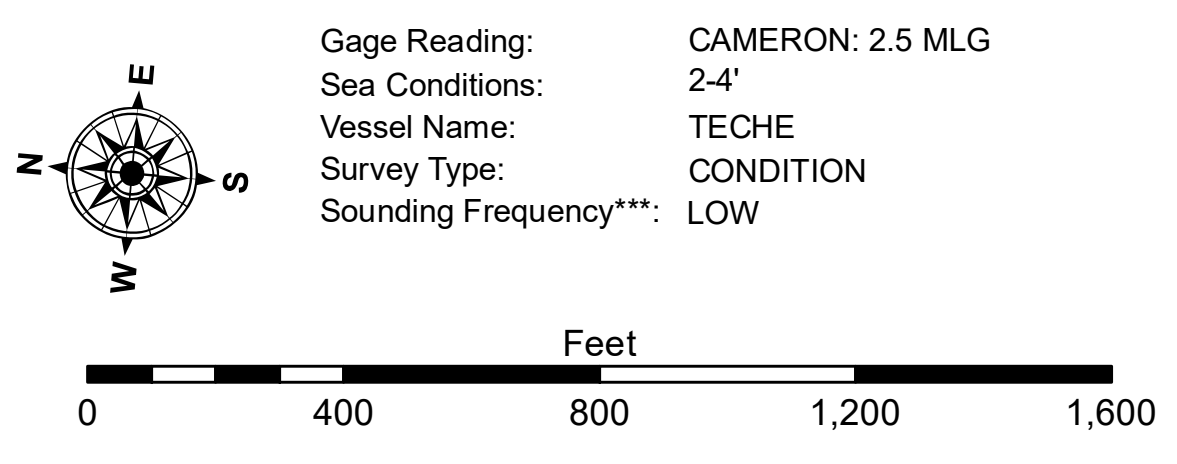 Gage Reading: CAMERON: 2.5 MLG
Sea Conditions: 2-4'
Vessel Name: TECHE
Survey Type: CONDITION
Sounding Frequency***: LOW
E
N
S
W
Feet
0 400 800 1,200 1,600